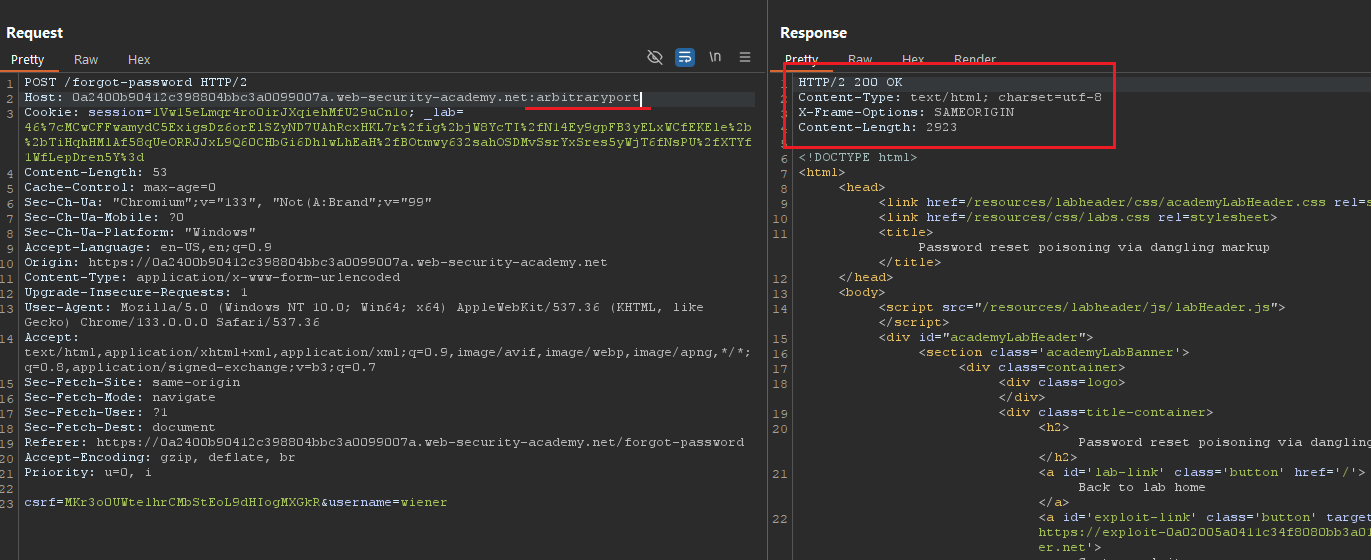 Request
Pretty Raw Hex
\n
1 POST /forgot-password HTTP/2
2 Host: 0a2400b90412c398804bbc3a0099007a.web-security-academy.net:arbitraryport
3 Cookie: session=1Vwl5eLmqr4roOirJXqiehMfU29uCn1o; _lab=
46%7cMCwCFFwamydC5ExigsDz6orElSZyND7UAhRcxHKL7r%2fig%2bjW8YcTI%2fN14Ey9gpFB3yELxWCfEKEle%2b
%2bTiHqhHMlAf58qUeORRJJxL9Q6OCHbGi6DhlwLhEaH%2fBOtmwy632sahOSDMvSsrYxSres5yWjT6fNsPU%2fXTYf
1WfLepDren5Y%3d
4 Content-Length: 53
5 Cache-Control: max-age=0
6 Sec-Ch-Ua: "Chromium";v="133", "Not(A:Brand";v="99"
7 Sec-Ch-Ua-Mobile: ?0
8 Sec-Ch-Ua-Platform: "Windows"
9 Accept-Language: en-US,en;q=0.9
10 Origin: https://0a2400b90412c398804bbc3a0099007a.web-security-academy.net
11 Content-Type: application/x-www-form-urlencoded
12 Upgrade-Insecure-Requests: 1
13 User-Agent: Mozilla/5.0 (Windows NT 10.0; Win64; x64) AppleWebKit/537.36 (KHTML, like
Gecko) Chrome/133.0.0.0 Safari/537.36
14 Accept:
text/html,application/xhtml+xml,application/xml;q=0.9,image/avif,image/webp,image/apng,*/*;
q=0.8,application/signed-exchange;v=b3;q=0.7
15 Sec-Fetch-Site: same-origin
16 Sec-Fetch-Mode: navigate
17 Sec-Fetch-User: ?1
18 Sec-Fetch-Dest: document
19 Referer: https://0a2400b90412c398804bbc3a0099007a.web-security-academy.net/forgot-password
20 Accept-Encoding: gzip, deflate, br
21 Priority: u=0, i
22
23 csrf=MKr3oOUWtelhrCMbStEoL9dHIogMXGkR&username=wiener
Response
Pretty Raw Hex Render
1 HTTP/2 200 OK
2 Content-Type: text/html; charset=utf-8
3 X-Frame-Options: SAMEORIGIN
4 Content-Length: 2923
5
6 <!DOCTYPE html>
7 <html>
8 <head>
9 <link href=/resources/labheader/css/academyLabHeader.css rel=s
10 <link href=/resources/css/labs.css rel=stylesheet>
11 <title>
Password reset poisoning via dangling markup
</title>
12 </head>
13 <body>
14 <script src="/resources/labheader/js/labHeader.js">
</script>
15 <div id="academyLabHeader">
16 <section class='academyLabBanner'>
17 <div class=container>
18 <div class=logo>
</div>
19 <div class=title-container>
20 <h2>
Password reset poisoning via dangling
</h2>
21 <a id='lab-link' class='button' href='/'>
Back to lab home
</a>
22 <a id='exploit-link' class='button' target
https://exploit-0a02005a0411c34f8080bb3a01
er.net'>